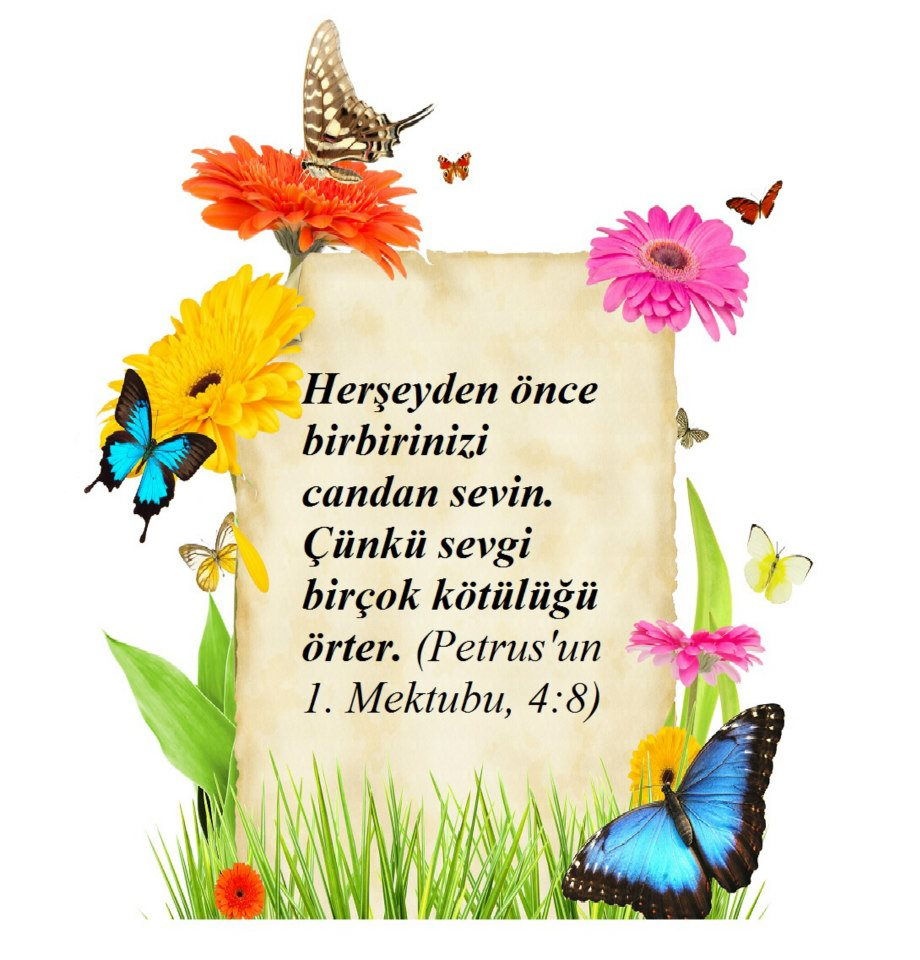 Herşeyden önce
birbirinizi
candan sevin.
Çünkü sevgi
birçok kötülüğü
örter. (Petrus'un
1. Mektubu, 4:8)